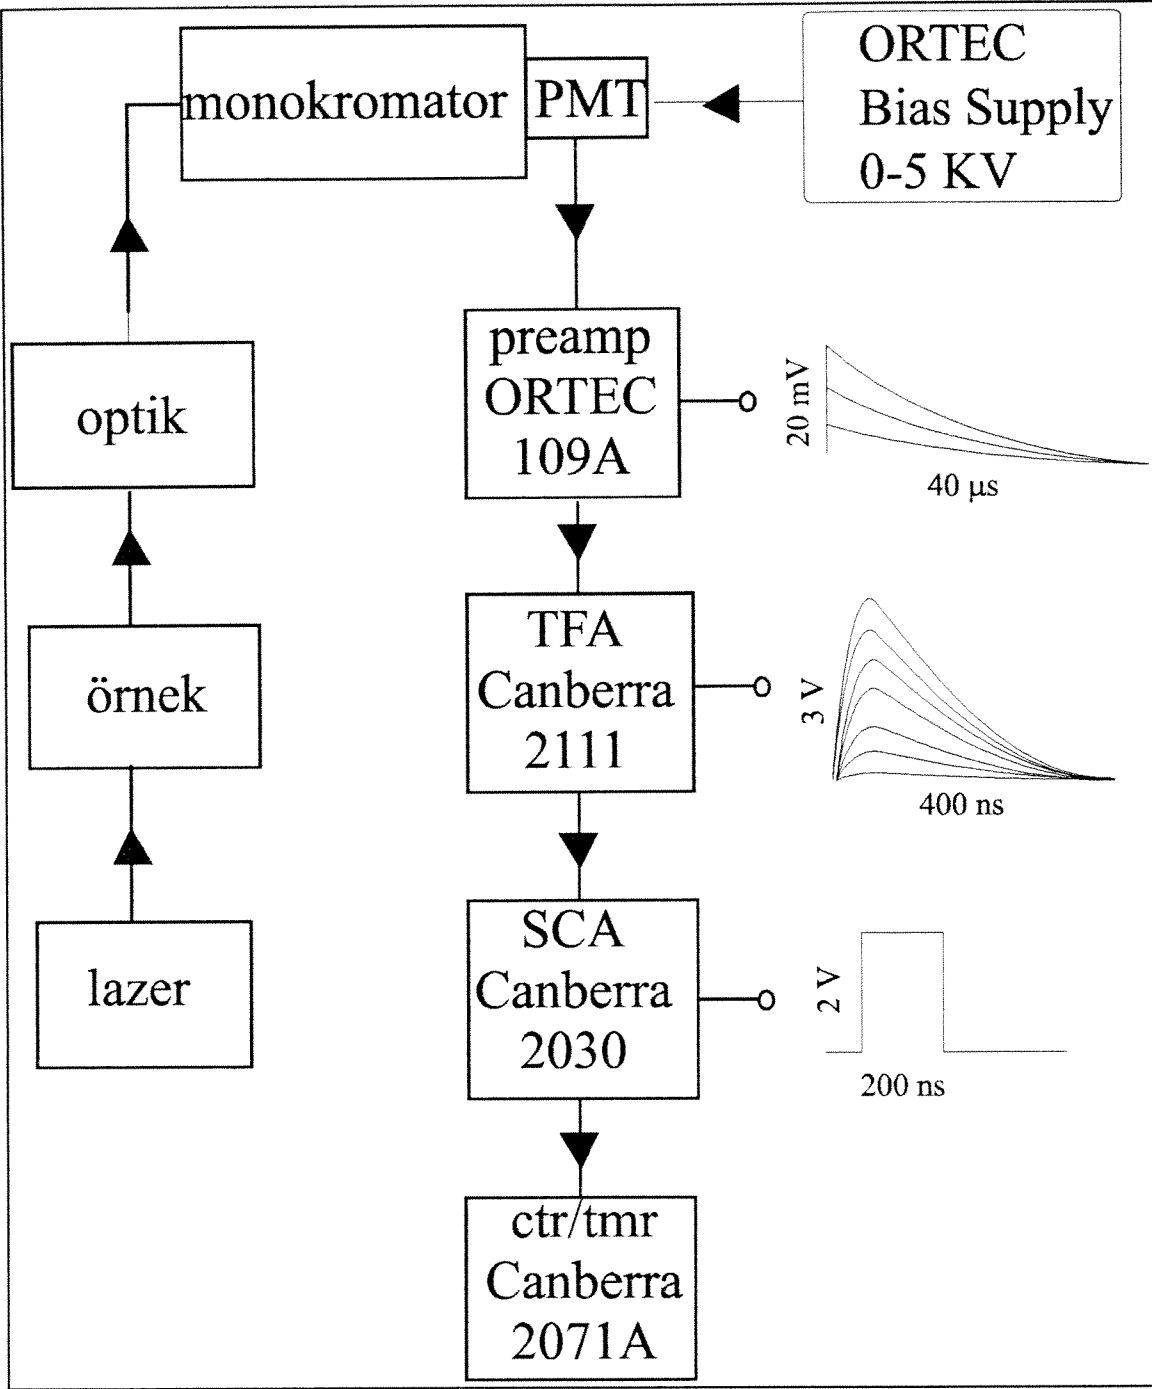 monokromator
PMT
ORTEC
Bias Supply
0-5 KV
optik
örnek
lazer
preamp
ORTEC
109A
20 mV
40 µs
TFA
Canberra
2111
3 V
400 ns
SCA
Canberra
2030
2 V
200 ns
ctr/tmr
Canberra
2071A